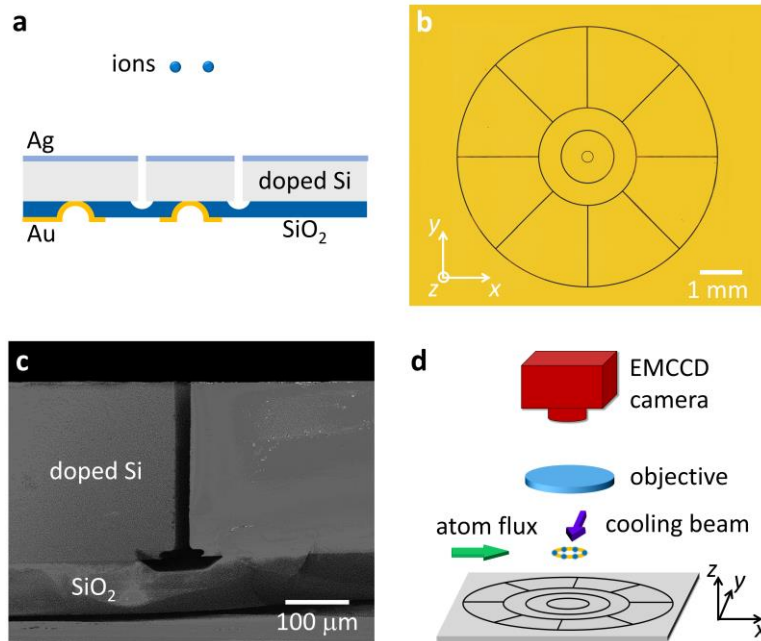 a
ions
Ag
doped Si
Au
SiO₂
b
y
z
x
1 mm
c
doped Si
SiO₂
100 μm
d
EMCCD
camera
objective
atom flux
cooling beam
z
y
x